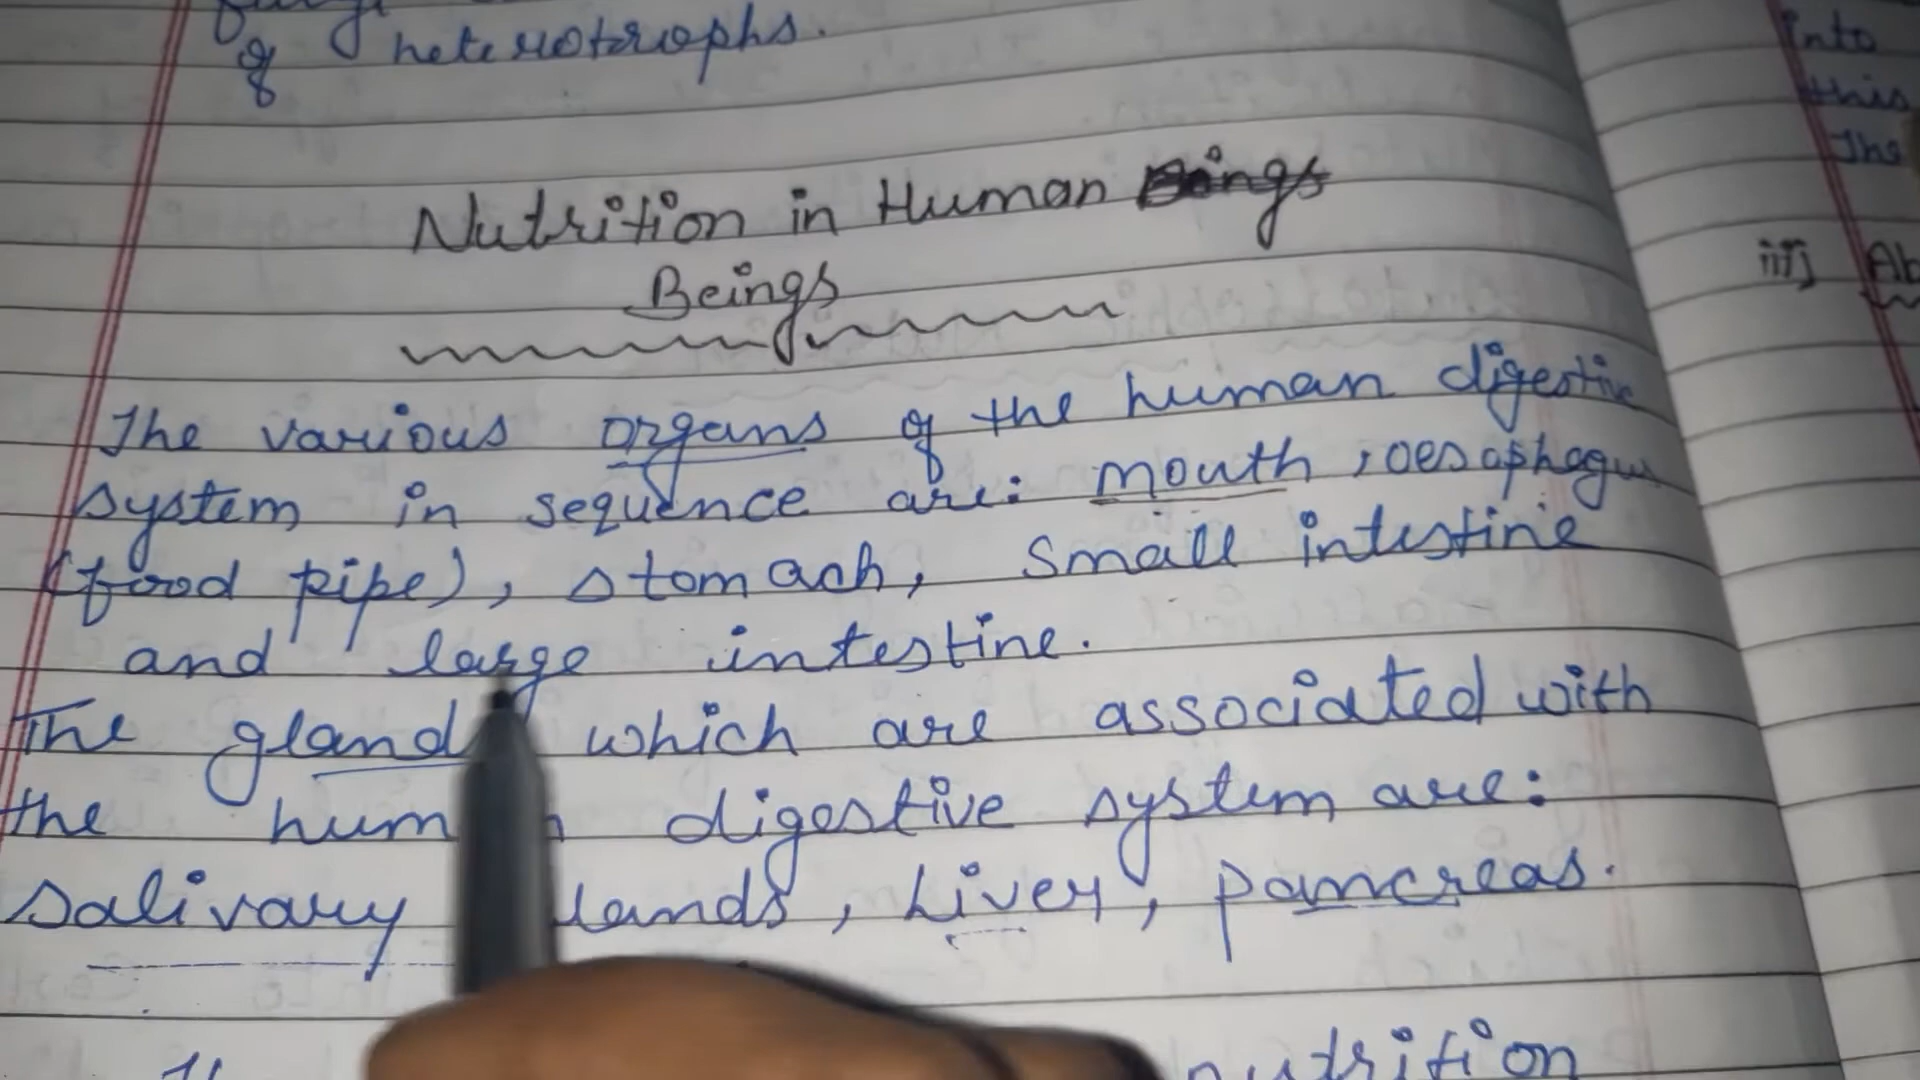 of heterotrophs.
Nutrition in Human Beings
Beings
The various organs of the human digestive
system in sequence are: mouth, oesophagus
(food pipe), stomach, small intestine
and large intestine.
The gland which are associated with
the human digestive system are:
salivary glands, Liver, pancreas.
nutrition
into
this
The
iii) Ab